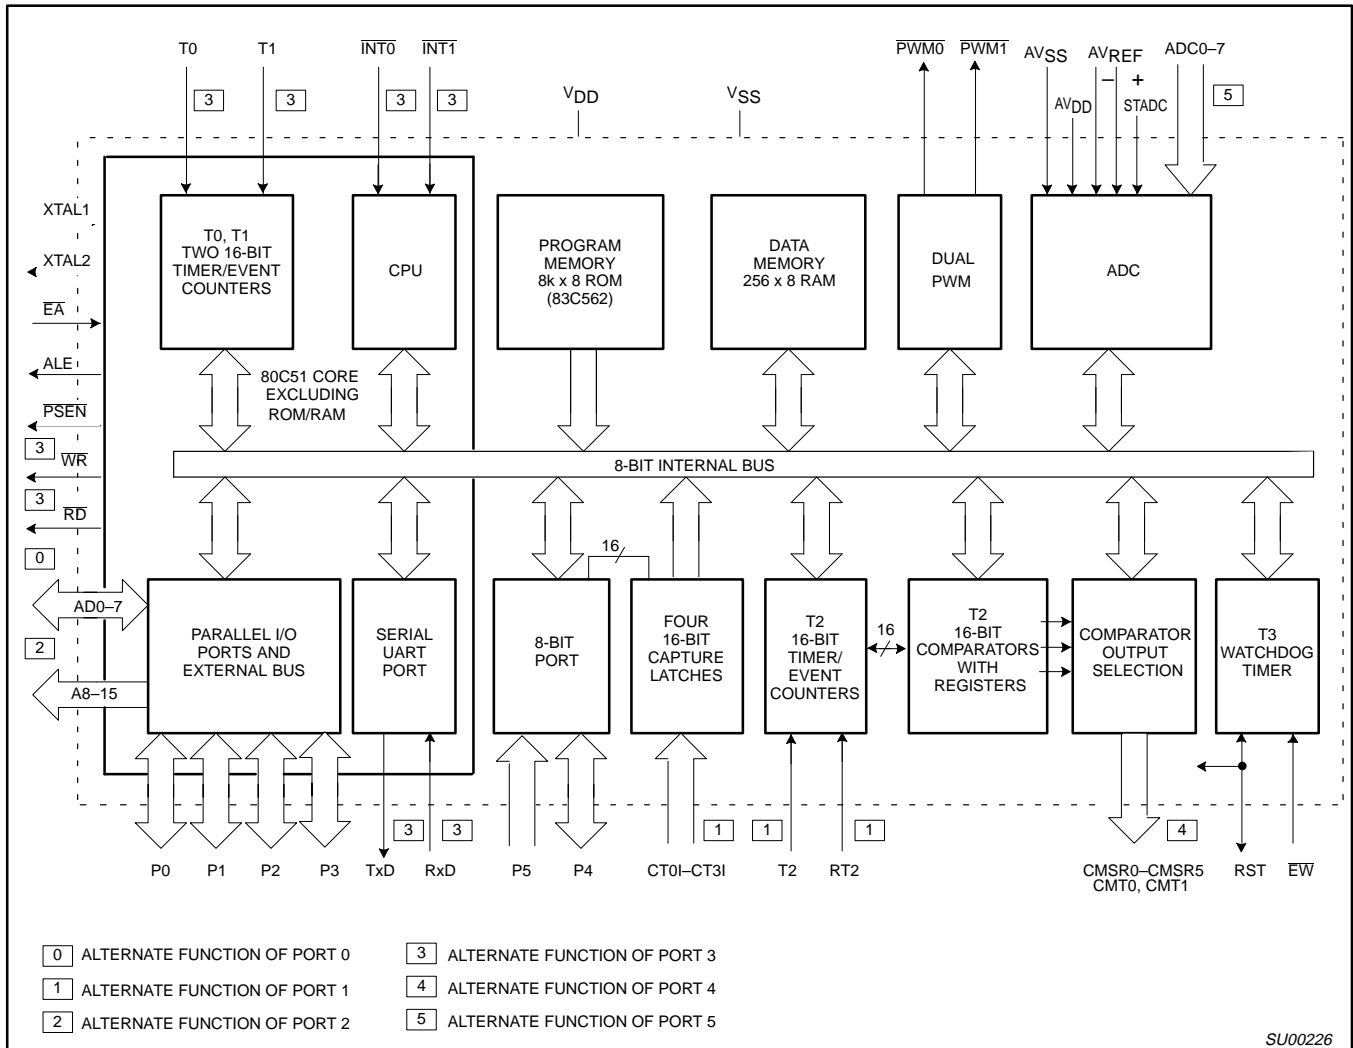 T0
T1
INT0
INT1
PWM0
PWM1
AVSS
AVREF
ADC0–7
– +
3
3
3
3
VDD
VSS
AVDD
STADC
5
XTAL1
XTAL2
EA
ALE
PSEN
3
WR
3
RD
0
AD0–7
2
A8–15
T0, T1
TWO 16-BIT
TIMER/EVENT
COUNTERS
CPU
PROGRAM
MEMORY
8k x 8 ROM
(83C562)
DATA
MEMORY
256 x 8 RAM
DUAL
PWM
ADC
80C51 CORE
EXCLUDING
ROM/RAM
8-BIT INTERNAL BUS
16
PARALLEL I/O
PORTS AND
EXTERNAL BUS
SERIAL
UART
PORT
8-BIT
PORT
FOUR
16-BIT
CAPTURE
LATCHES
T2
16-BIT
TIMER/
EVENT
COUNTERS
16
T2
16-BIT
COMPARATORS
WITH
REGISTERS
COMPARATOR
OUTPUT
SELECTION
T3
WATCHDOG
TIMER
3
3
1
1
1
4
P0
P1
P2
P3
TxD
RxD
P5
P4
CT0I–CT3I
T2
RT2
CMSR0–CMSR5
CMT0, CMT1
RST
EW
0 ALTERNATE FUNCTION OF PORT 0
1 ALTERNATE FUNCTION OF PORT 1
2 ALTERNATE FUNCTION OF PORT 2
3 ALTERNATE FUNCTION OF PORT 3
4 ALTERNATE FUNCTION OF PORT 4
5 ALTERNATE FUNCTION OF PORT 5
SU00226